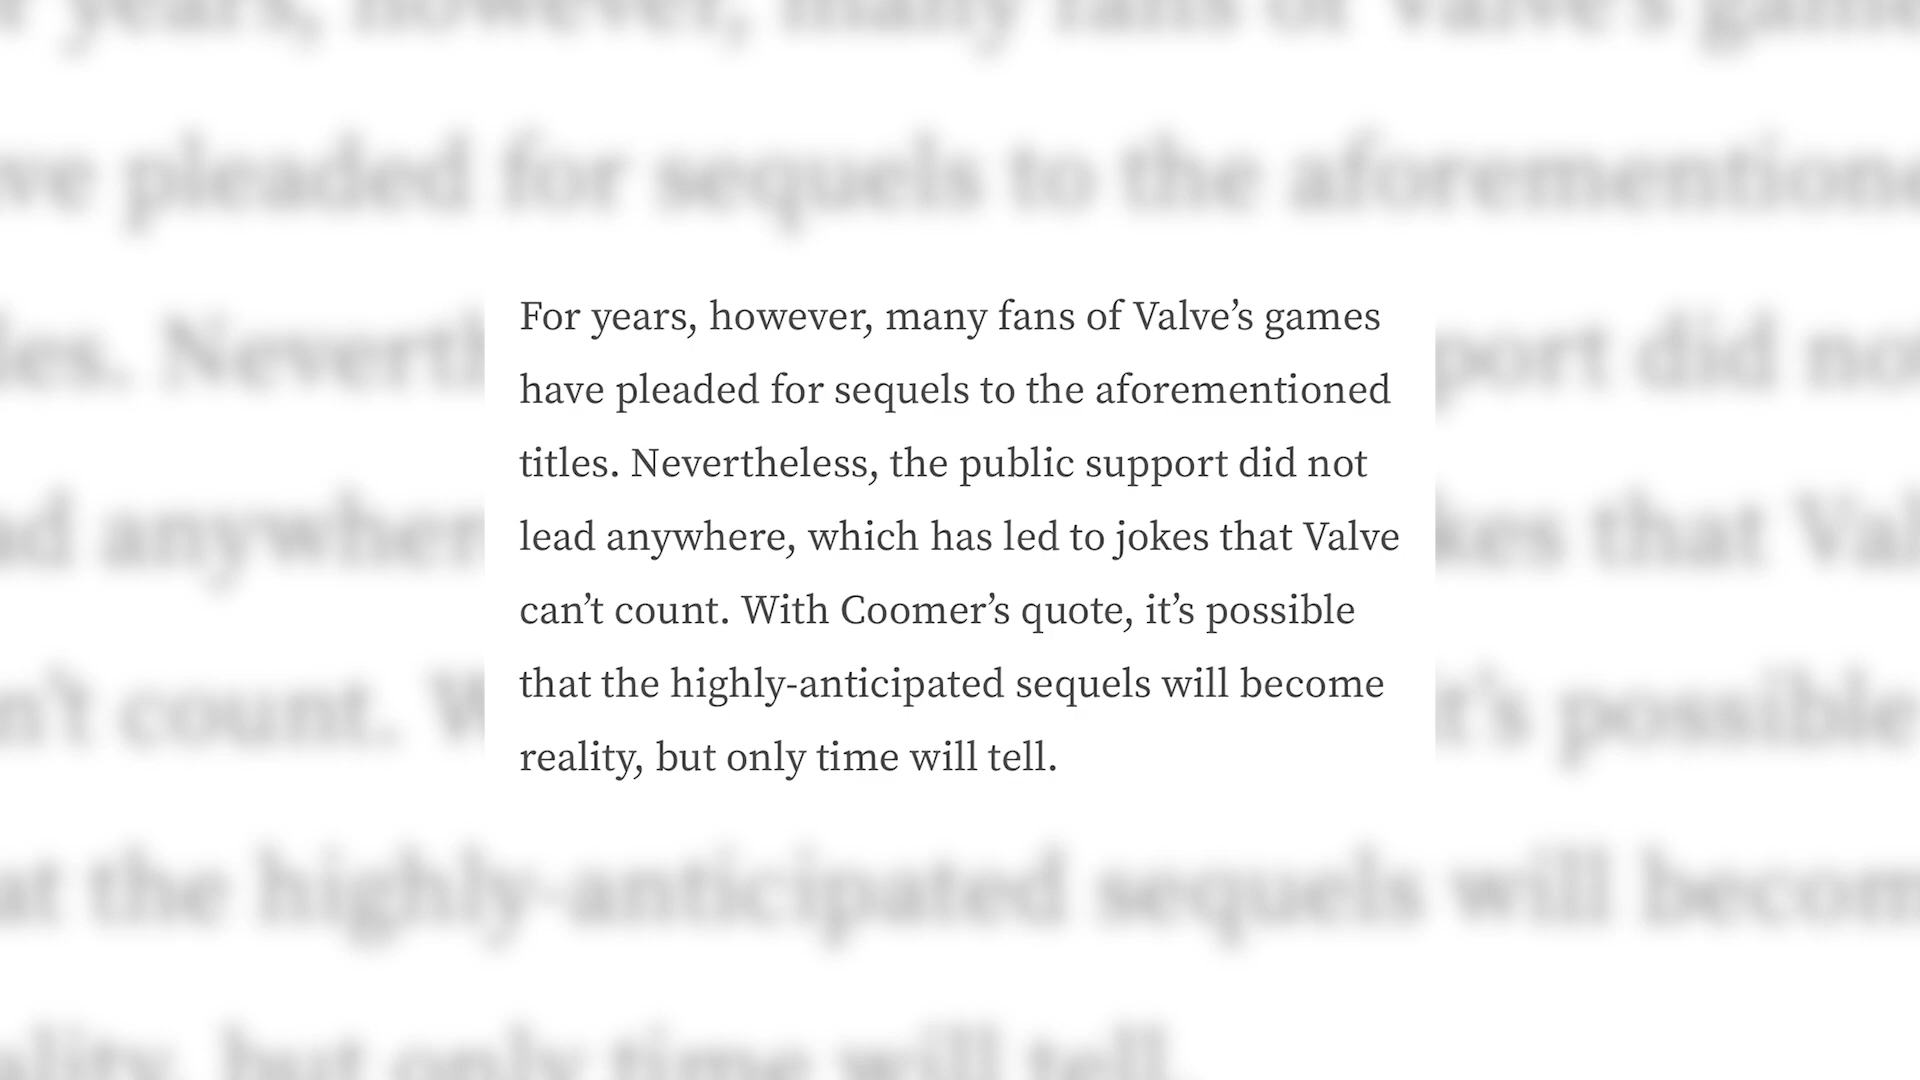 For years, however, many fans of Valve’s games
have pleaded for sequels to the aforementioned
titles. Nevertheless, the public support did not
lead anywhere, which has led to jokes that Valve
can’t count. With Coomer’s quote, it’s possible
that the highly-anticipated sequels will become
reality, but only time will tell.